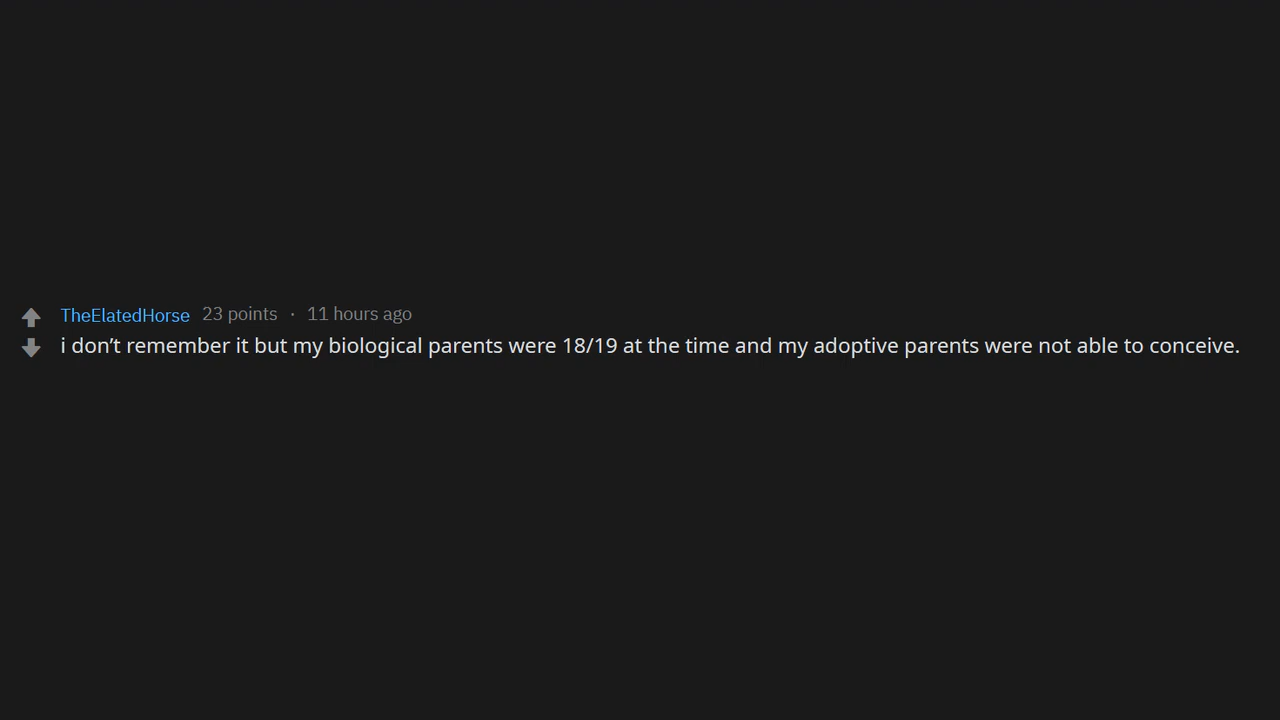 TheElatedHorse 23 points · 11 hours ago
i don’t remember it but my biological parents were 18/19 at the time and my adoptive parents were not able to conceive.